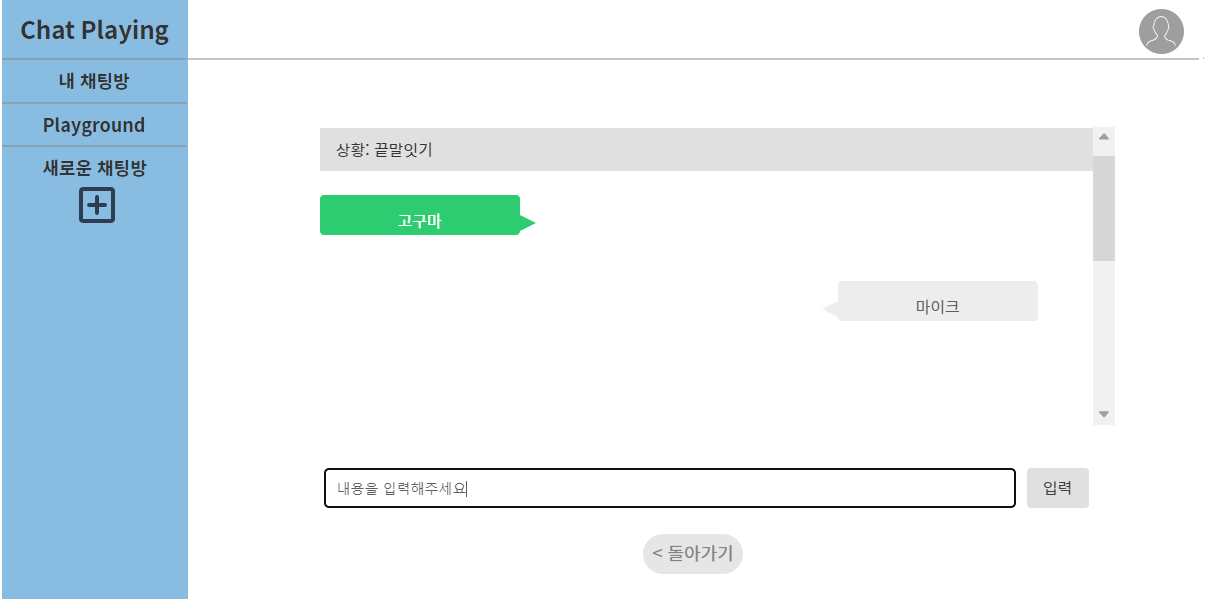 Chat Playing
내 채팅방
Playground
새로운 채팅방
상황: 끝말잇기
고구마
마이크
내용을 입력해주세요
입력
< 돌아가기